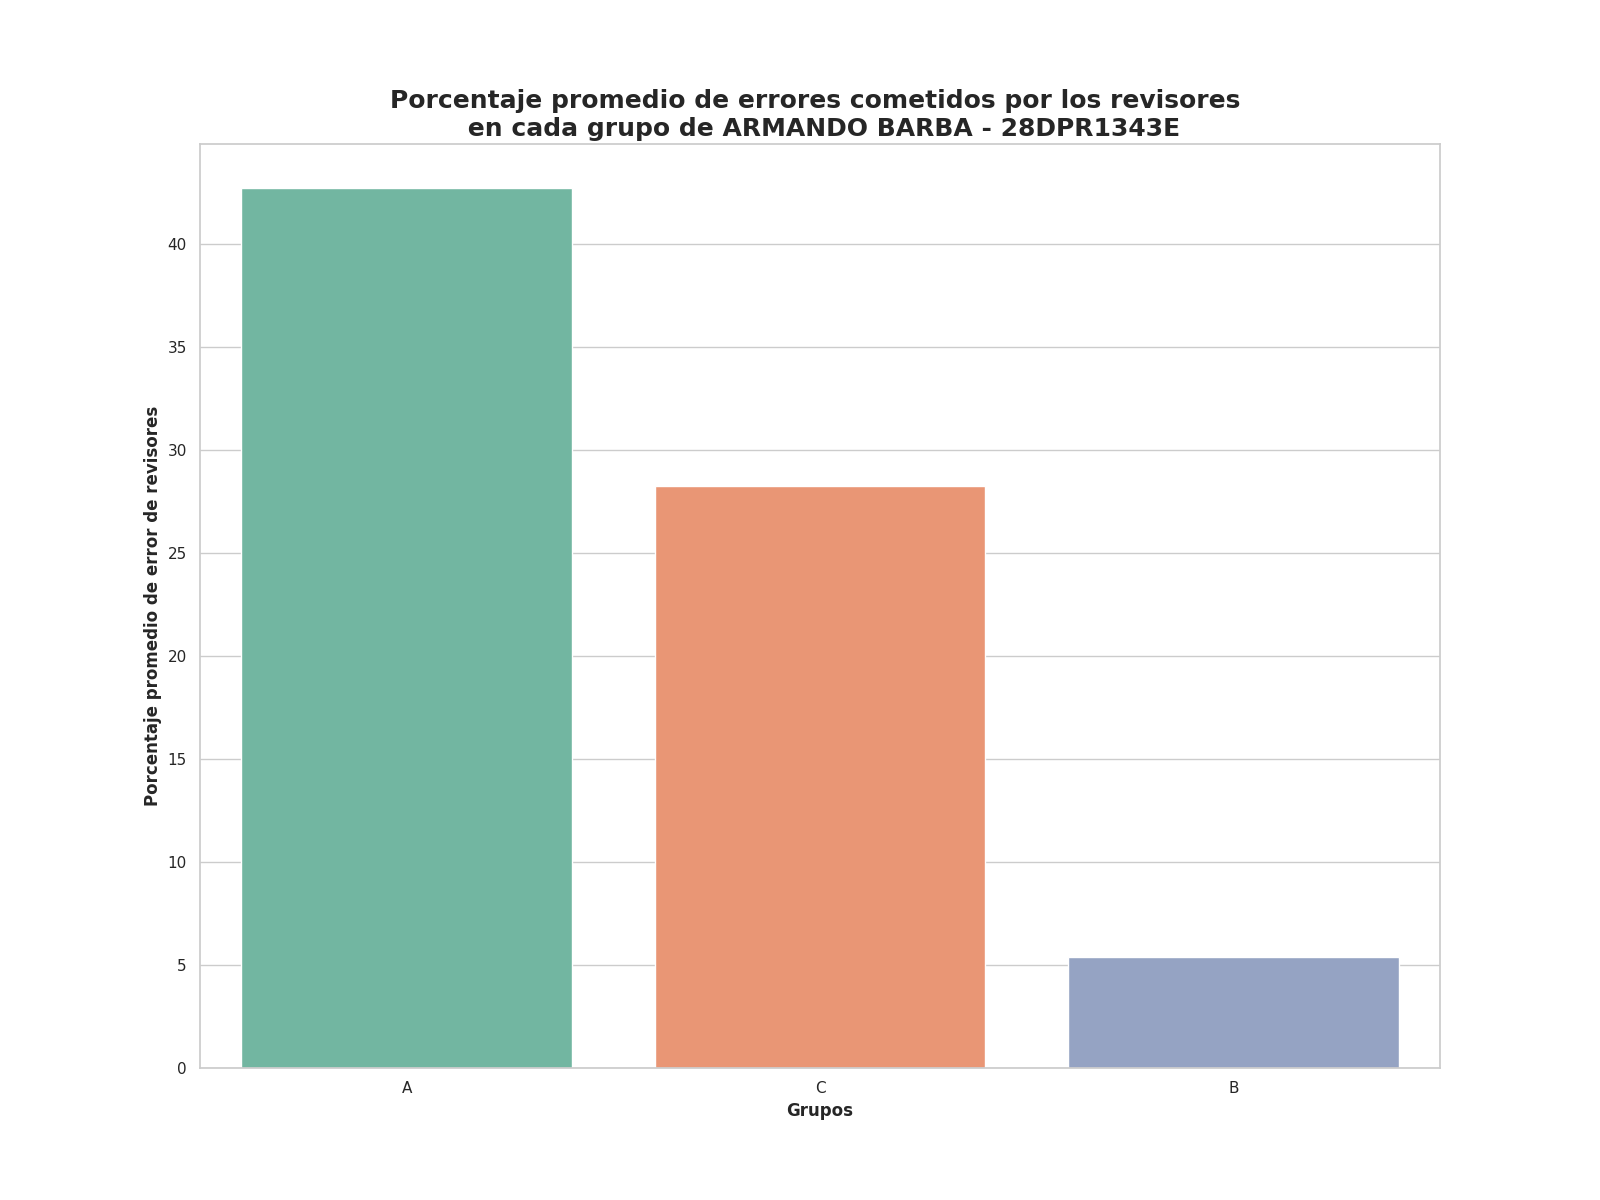 Porcentaje promedio de errores cometidos por los revisores
en cada grupo de ARMANDO BARBA - 28DPR1343E
Porcentaje promedio de error de revisores
40
35
30
25
20
15
10
5
0
A
C
B
Grupos